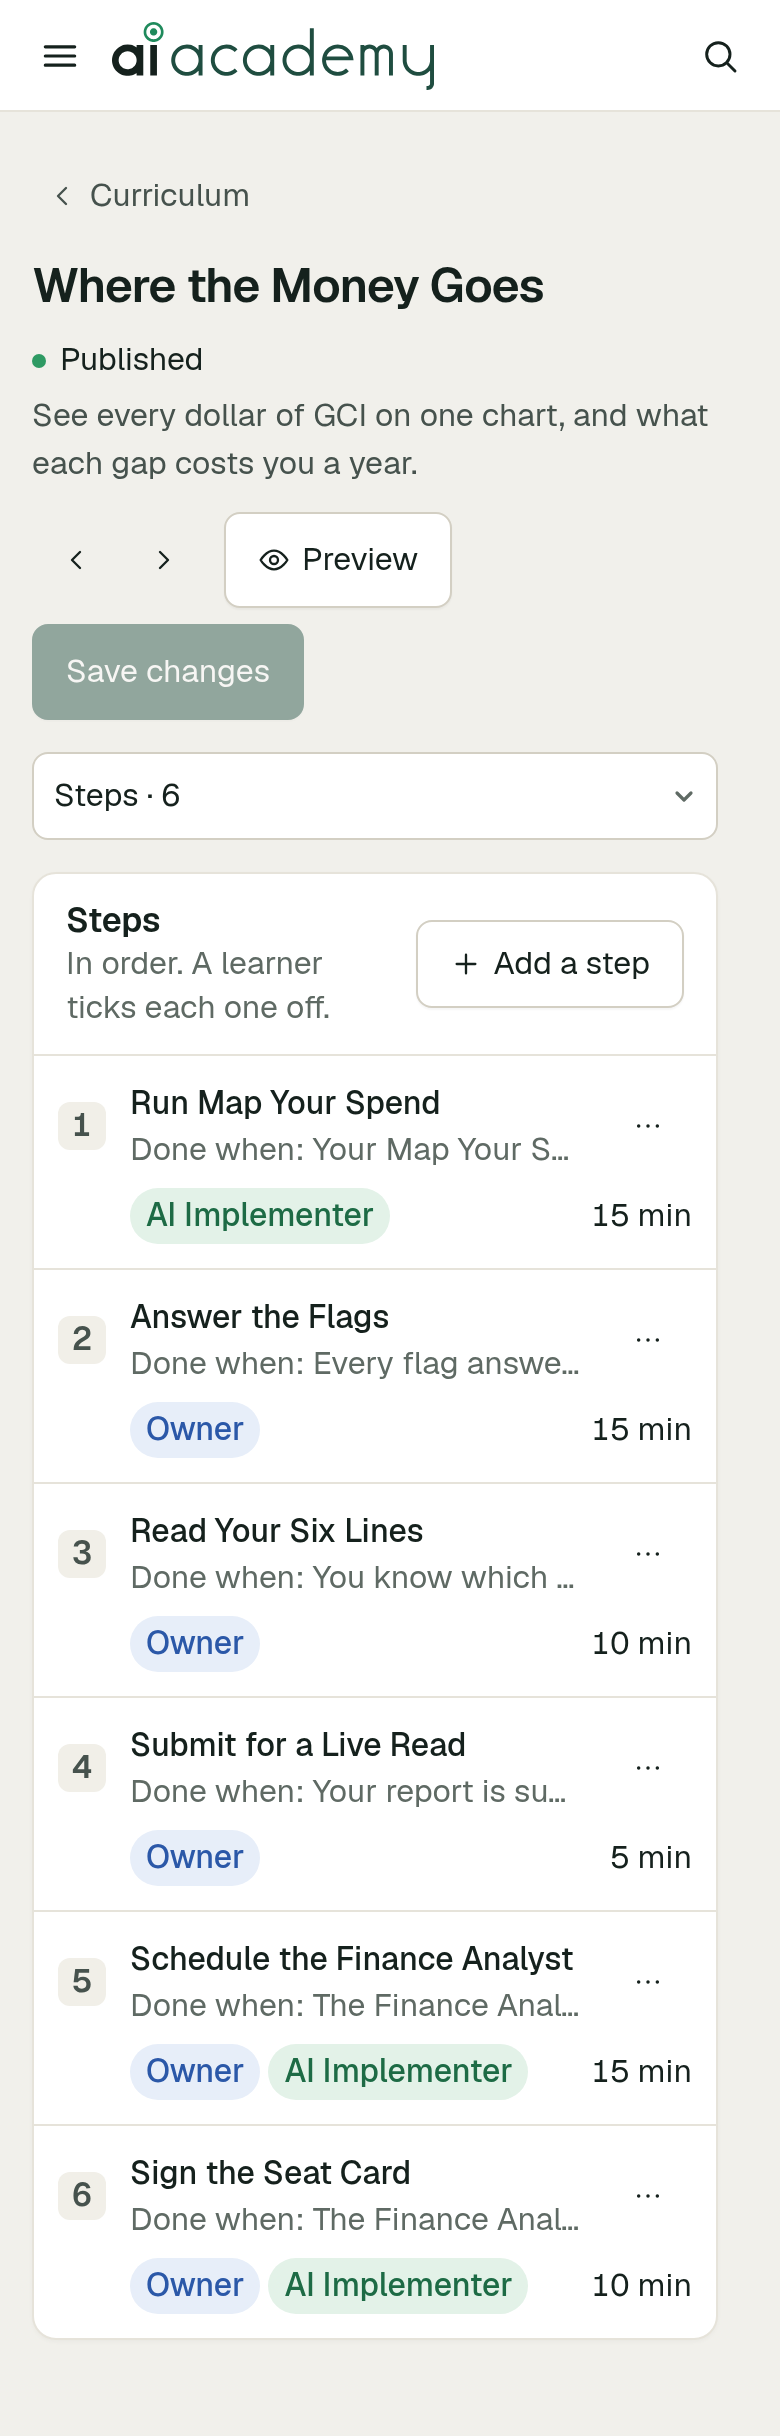 ai academy
Curriculum
Where the Money Goes
Published
See every dollar of GCI on one chart, and what
each gap costs you a year.
Preview
Save changes
Steps · 6
Steps
In order. A learner
ticks each one off.
Add a step
1
Run Map Your Spend
Done when: Your Map Your S...
AI Implementer
15 min
2
Answer the Flags
Done when: Every flag answe...
Owner
15 min
3
Read Your Six Lines
Done when: You know which ...
Owner
10 min
4
Submit for a Live Read
Done when: Your report is su...
Owner
5 min
5
Schedule the Finance Analyst
Done when: The Finance Anal...
Owner AI Implementer
15 min
6
Sign the Seat Card
Done when: The Finance Anal...
Owner AI Implementer
10 min